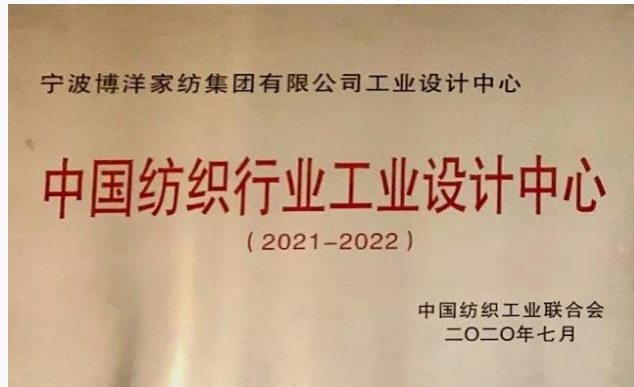 宁波博洋家纺集团有限公司工业设计中心
中国纺织行业工业设计中心
（2021-2022）
中国纺织工业联合会
二〇二〇年七月